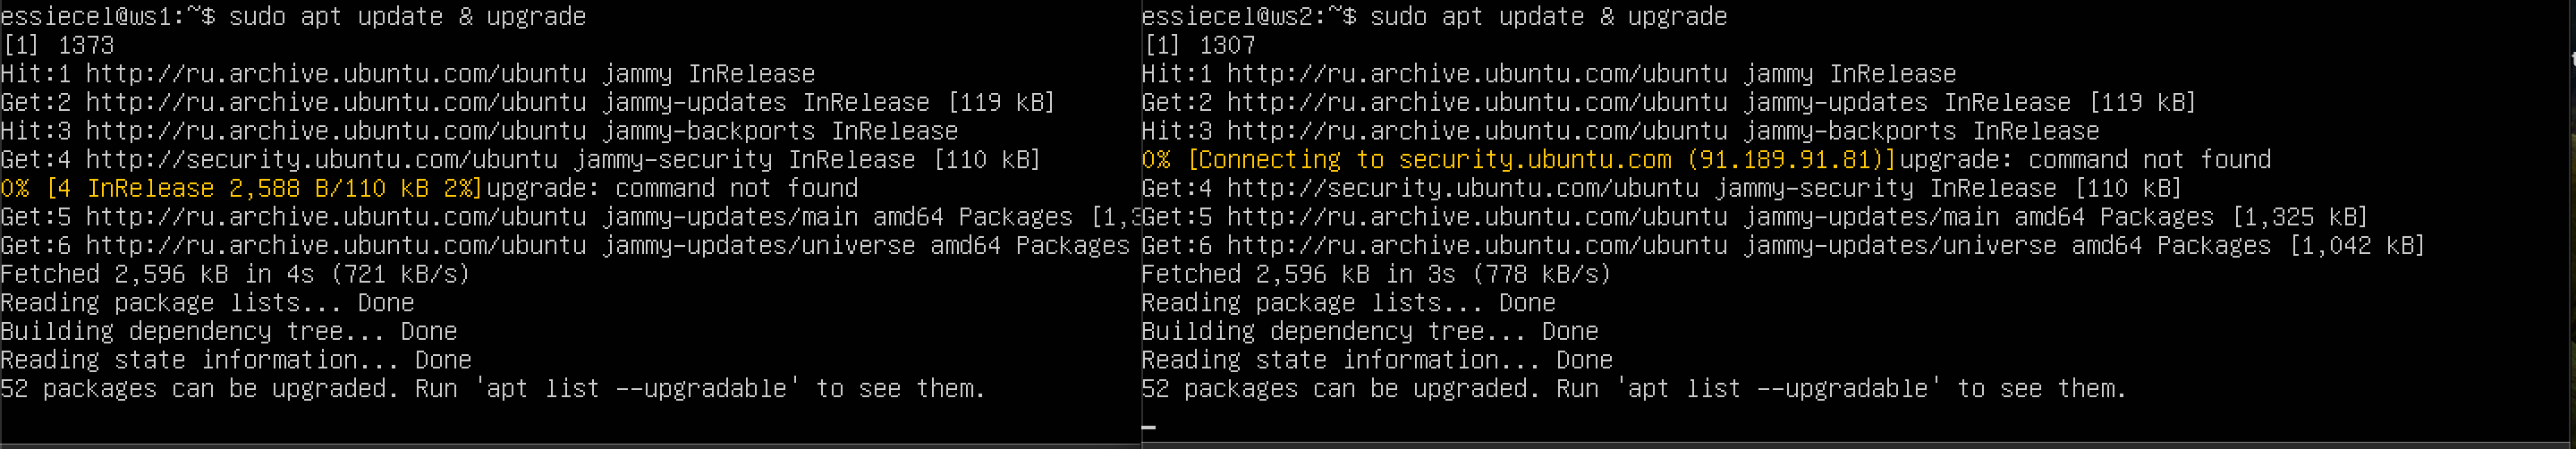 essiecel@ws1:~$ sudo apt update & upgrade
[1] 1373
Hit:1 http://ru.archive.ubuntu.com/ubuntu jammy InRelease
Get:2 http://ru.archive.ubuntu.com/ubuntu jammy-updates InRelease [119 kB]
Hit:3 http://ru.archive.ubuntu.com/ubuntu jammy-backports InRelease
Get:4 http://security.ubuntu.com/ubuntu jammy-security InRelease [110 kB]
0% [4 InRelease 2,588 B/110 kB 2%]upgrade: command not found
Get:5 http://ru.archive.ubuntu.com/ubuntu jammy-updates/main amd64 Packages [1,3
Get:6 http://ru.archive.ubuntu.com/ubuntu jammy-updates/universe amd64 Packages
Fetched 2,596 kB in 4s (721 kB/s)
Reading package lists... Done
Building dependency tree... Done
Reading state information... Done
52 packages can be upgraded. Run 'apt list --upgradable' to see them.
essiecel@ws2:~$ sudo apt update & upgrade
[1] 1307
Hit:1 http://ru.archive.ubuntu.com/ubuntu jammy InRelease
Get:2 http://ru.archive.ubuntu.com/ubuntu jammy-updates InRelease [119 kB]
Hit:3 http://ru.archive.ubuntu.com/ubuntu jammy-backports InRelease
0% [Connecting to security.ubuntu.com (91.189.91.81)]upgrade: command not found
Get:4 http://security.ubuntu.com/ubuntu jammy-security InRelease [110 kB]
Get:5 http://ru.archive.ubuntu.com/ubuntu jammy-updates/main amd64 Packages [1,325 kB]
Get:6 http://ru.archive.ubuntu.com/ubuntu jammy-updates/universe amd64 Packages [1,042 kB]
Fetched 2,596 kB in 3s (778 kB/s)
Reading package lists... Done
Building dependency tree... Done
Reading state information... Done
52 packages can be upgraded. Run 'apt list --upgradable' to see them.